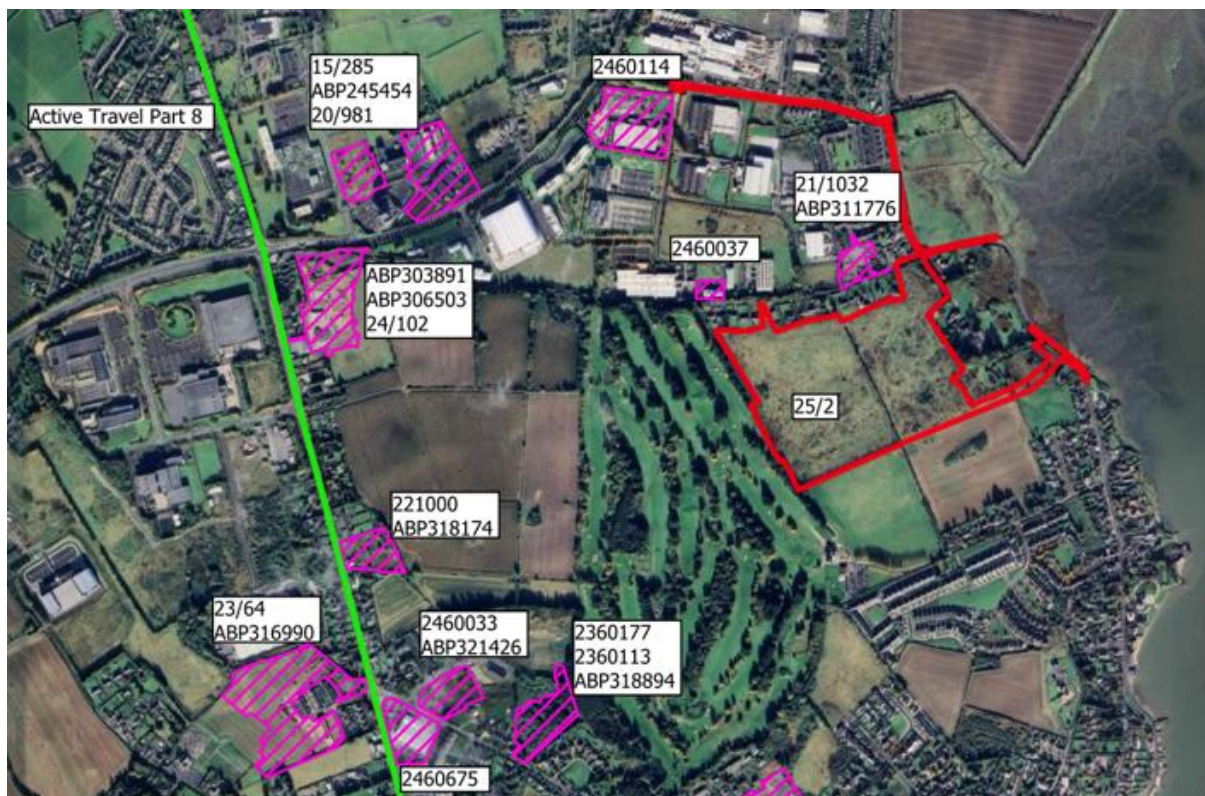 15/285
ABP245454
20/981
2460114
Active Travel Part 8
21/1032
ABP311776
2460037
ABP303891
ABP306503
24/102
25/2
221000
ABP318174
23/64
ABP316990
2460033
ABP321426
2360177
2360113
ABP318894
2460675